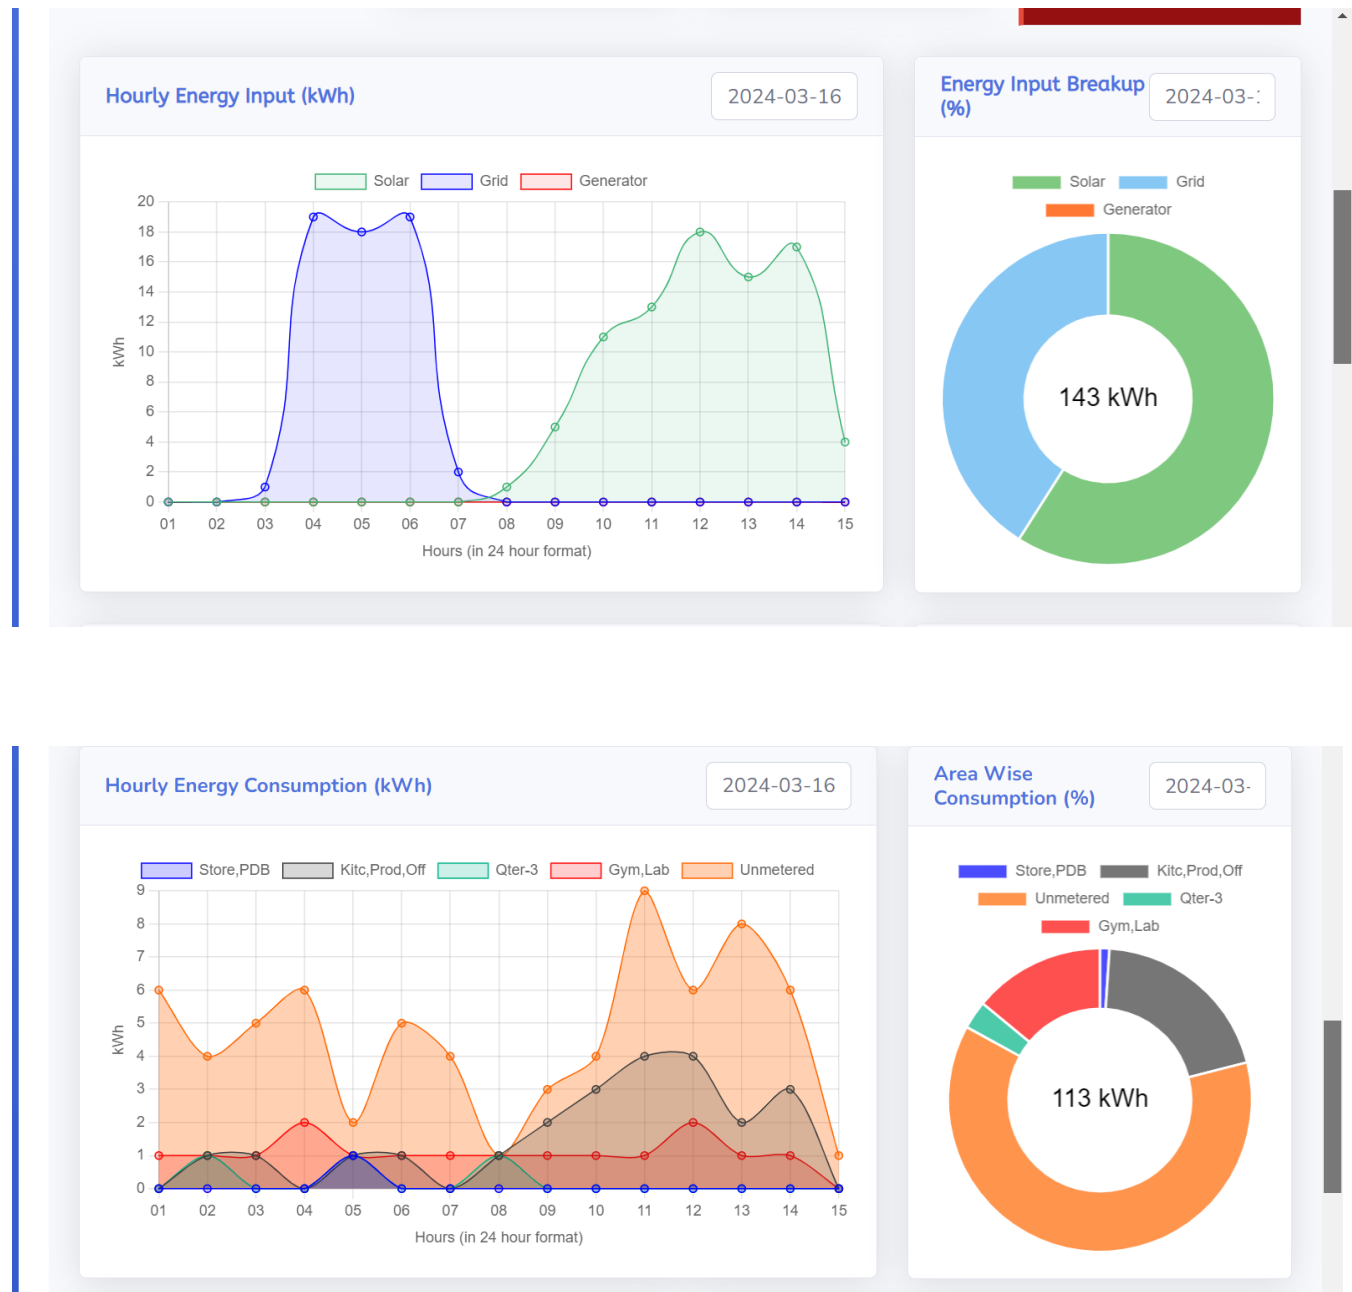 Hourly Energy Input (kWh)
2024-03-16
Solar Grid Generator
20
18
16
14
12
10
8
6
4
2
0
kWh
01 02 03 04 05 06 07 08 09 10 11 12 13 14 15
Hours (in 24 hour format)
Energy Input Breakup
(%)
2024-03-
Solar Grid
Generator
143 kWh
Hourly Energy Consumption (kWh)
2024-03-16
Store,PDB Kitc,Prod,Off Qter-3 Gym,Lab Unmetered
9
8
7
6
5
4
3
2
1
0
kWh
01 02 03 04 05 06 07 08 09 10 11 12 13 14 15
Hours (in 24 hour format)
Area Wise
Consumption (%)
2024-03-
Store,PDB Kitc,Prod,Off
Unmetered Qter-3
Gym,Lab
113 kWh